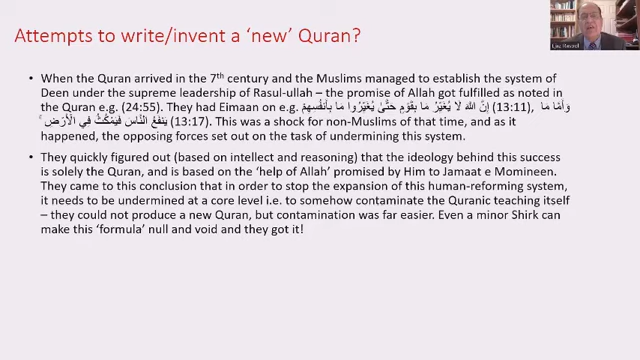 Attempts to write/invent a ‘new’ Quran?
• When the Quran arrived in the 7th century and the Muslims managed to establish the system of
Deen under the supreme leadership of Rasul-ullah – the promise of Allah got fulfilled as noted in
the Quran e.g. (24:55). They had Eimaan on e.g. إِنَّ اللَّهَ لَا يُغَيِّرُ مَا بِقَوْمٍ حَتَّىٰ يُغَيِّرُوا مَا بِأَنفُسِهِمْ (13:11), وَأَمَّا مَا
يَنفَعُ النَّاسَ فَيَمْكُثُ فِي الْأَرْضِ ۚ (13:17). This was a shock for non-Muslims of that time, and as it
happened, the opposing forces set out on the task of undermining this system.
• They quickly figured out (based on intellect and reasoning) that the ideology behind this success
is solely the Quran, and is based on the ‘help of Allah’ promised by Him to Jamaat e Momineen.
They came to this conclusion that in order to stop the expansion of this human-reforming system,
it needs to be undermined at a core level i.e. to somehow contaminate the Quranic teaching itself
– they could not produce a new Quran, but contamination was far easier. Even a minor Shirk can
make this ‘formula’ null and void and they got it!